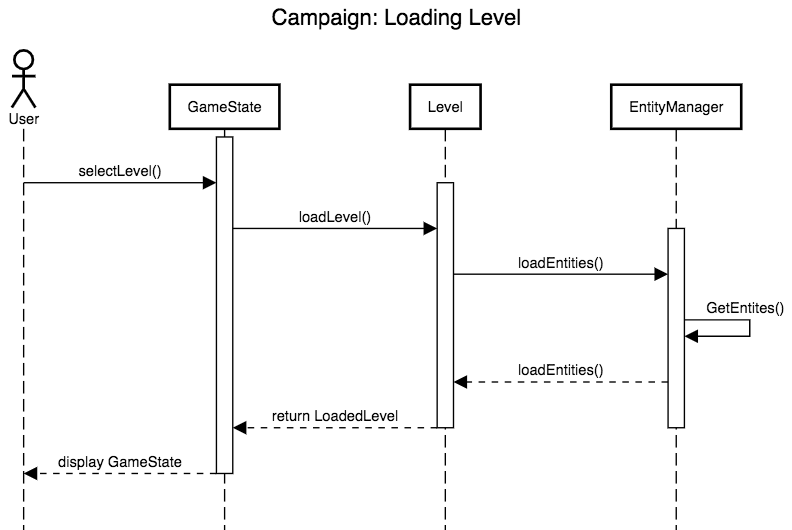 Campaign: Loading Level
User
GameState
Level
EntityManager
selectLevel()
loadLevel()
loadEntities()
GetEntites()
loadEntities()
return LoadedLevel
display GameState